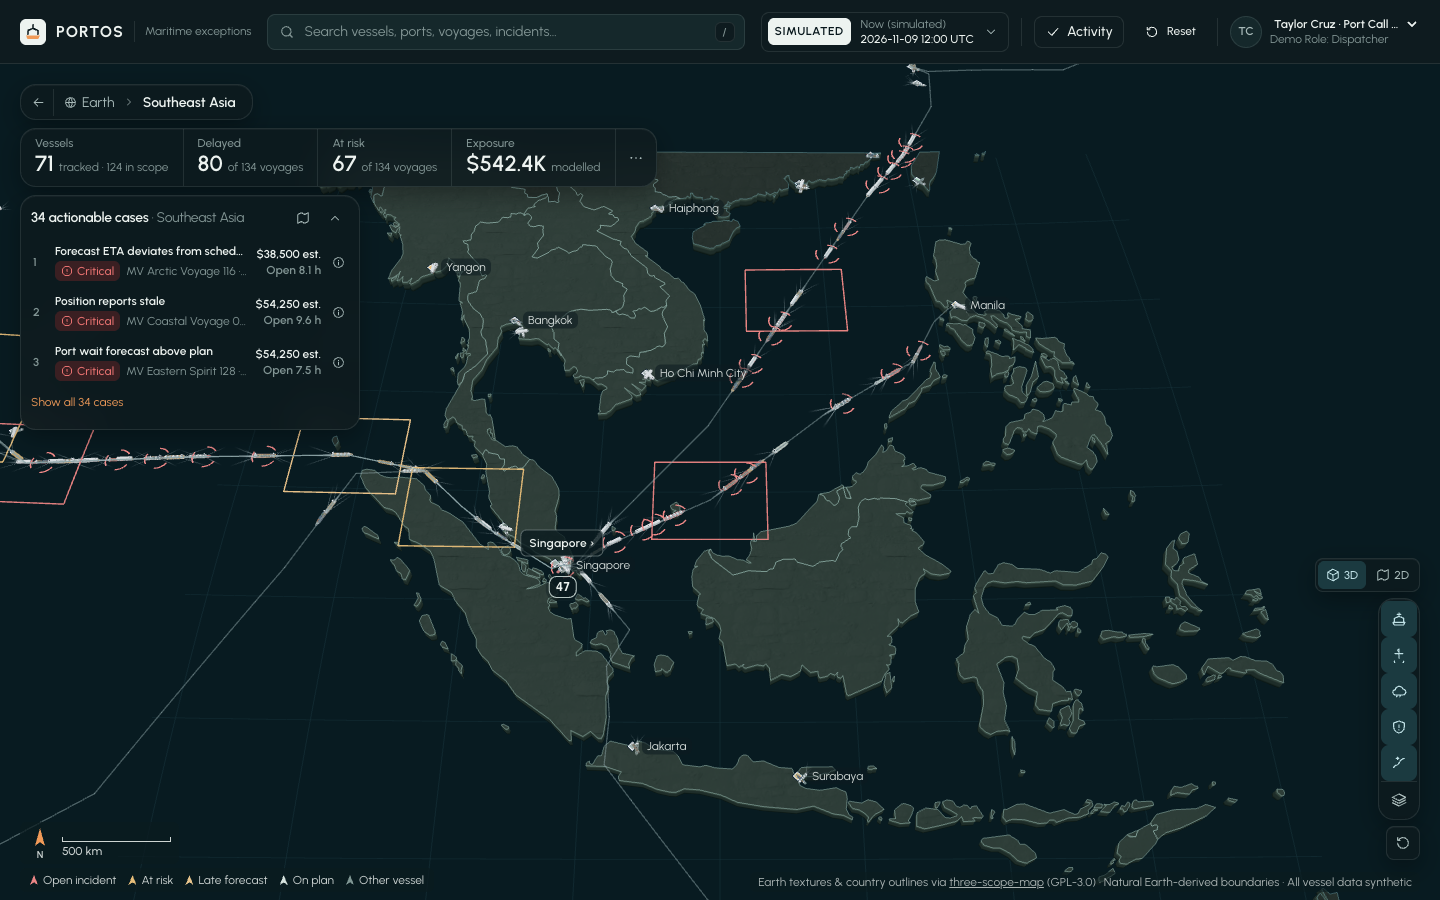 PORTOS
Maritime exceptions
Search vessels, ports, voyages, incidents...
/
SIMULATED
Now (simulated)
2026-11-09 12:00 UTC
Activity
Reset
TC
Taylor Cruz · Port Call ...
Demo Role: Dispatcher
Earth
Southeast Asia
Vessels
71 tracked · 124 in scope
Delayed
80 of 134 voyages
At risk
67 of 134 voyages
Exposure
$542.4K modelled
34 actionable cases · Southeast Asia
1
Forecast ETA deviates from sched...
$38,500 est.
Critical
MV Arctic Voyage 116 ·...
Open 8.1 h
2
Position reports stale
$54,250 est.
Critical
MV Coastal Voyage 0...
Open 9.6 h
3
Port wait forecast above plan
$54,250 est.
Critical
MV Eastern Spirit 128 ·...
Open 7.5 h
Show all 34 cases
Haiphong
Yangon
Bangkok
Manila
Ho Chi Minh City
Singapore ›
Singapore
47
Jakarta
Surabaya
3D
2D
N
500 km
Open incident
At risk
Late forecast
On plan
Other vessel
Earth textures & country outlines via three-scope-map (GPL-3.0) · Natural Earth-derived boundaries · All vessel data synthetic